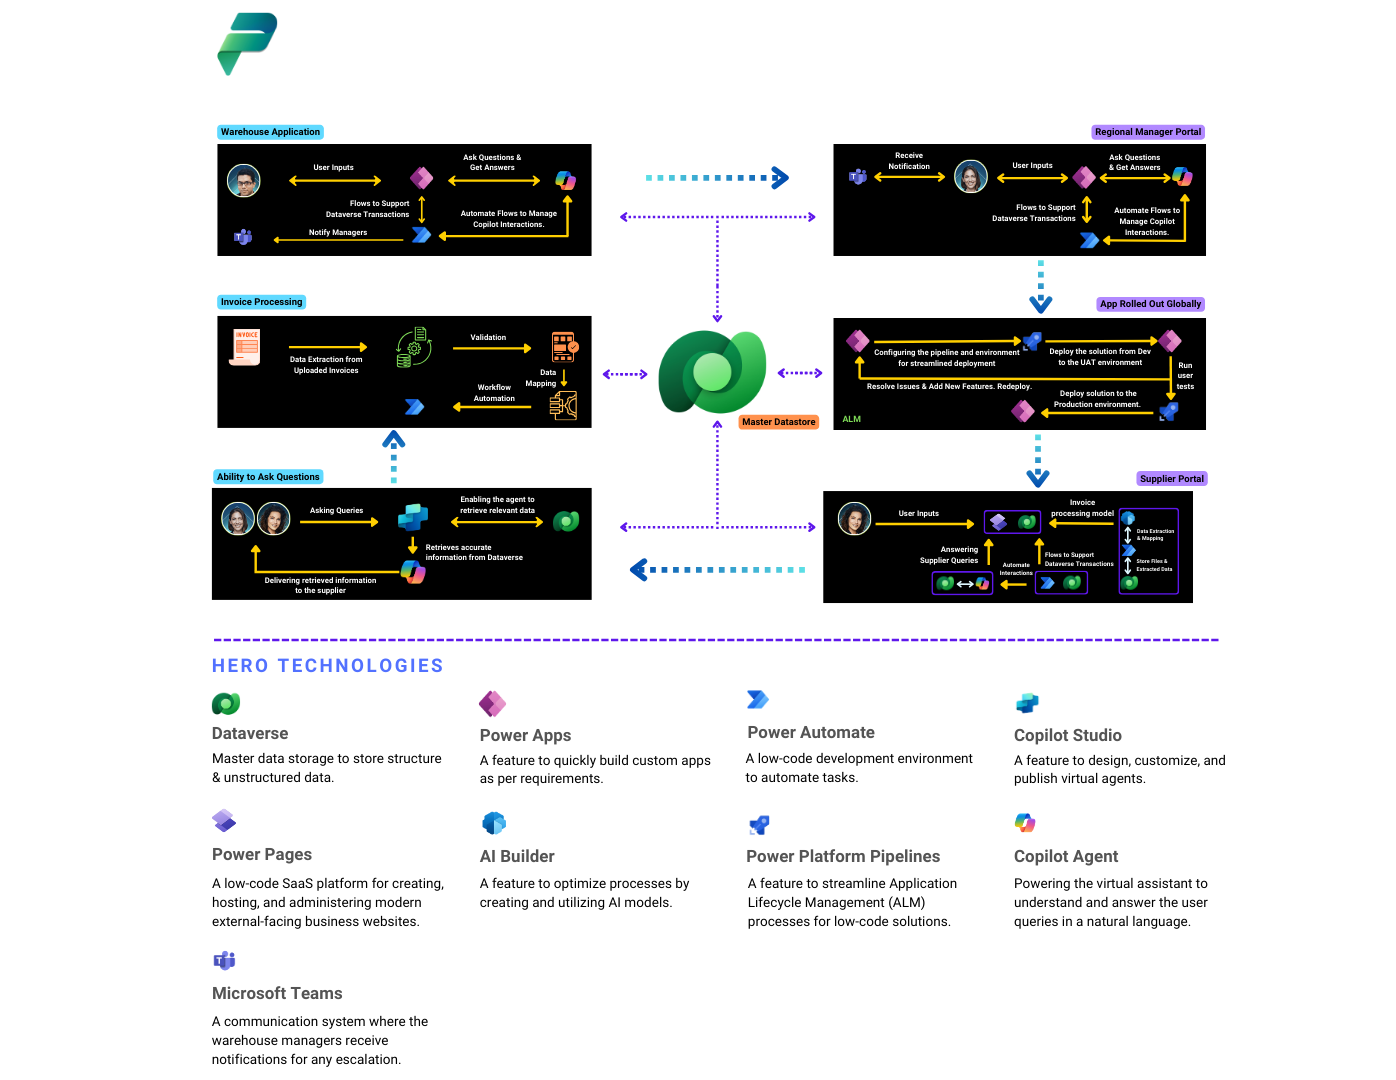 Warehouse Application
User Inputs
Ask Questions &
Get Answers
Flows to Support
Dataverse Transactions
Automate Flows to Manage
Copilot Interactions.
Notify Managers
Regional Manager Portal
Receive
Notification
User Inputs
Ask Questions
& Get Answers
Flows to Support
Dataverse Transactions
Automate Flows to
Manage Copilot
Interactions.
Invoice Processing
INVOICE
Data Extraction from
Uploaded Invoices
Validation
Data
Mapping
Workflow
Automation
Master Datastore
App Rolled Out Globally
Configuring the pipeline and environment
for streamlined deployment
Deploy the solution from Dev
to the UAT environment
Run
user
tests
Resolve Issues & Add New Features. Redeploy.
Deploy solution to the
Production environment.
ALM
Ability to Ask Questions
Asking Queries
Enabling the agent to
retrieve relevant data
Retrieves accurate
information from Dataverse
Delivering retrieved information
to the supplier
Supplier Portal
User Inputs
Invoice
processing model
Data Extraction
& Mapping
Store Files &
Extracted Data
Answering
Supplier Queries
Flows to Support
Dataverse Transactions
Automate
Interactions
HERO TECHNOLOGIES
Dataverse
Master data storage to store structure
& unstructured data.
Power Apps
A feature to quickly build custom apps
as per requirements.
Power Automate
A low-code development environment
to automate tasks.
Copilot Studio
A feature to design, customize, and
publish virtual agents.
Power Pages
A low-code SaaS platform for creating,
hosting, and administering modern
external-facing business websites.
AI Builder
A feature to optimize processes by
creating and utilizing AI models.
Power Platform Pipelines
A feature to streamline Application
Lifecycle Management (ALM)
processes for low-code solutions.
Copilot Agent
Powering the virtual assistant to
understand and answer the user
queries in a natural language.
Microsoft Teams
A communication system where the
warehouse managers receive
notifications for any escalation.